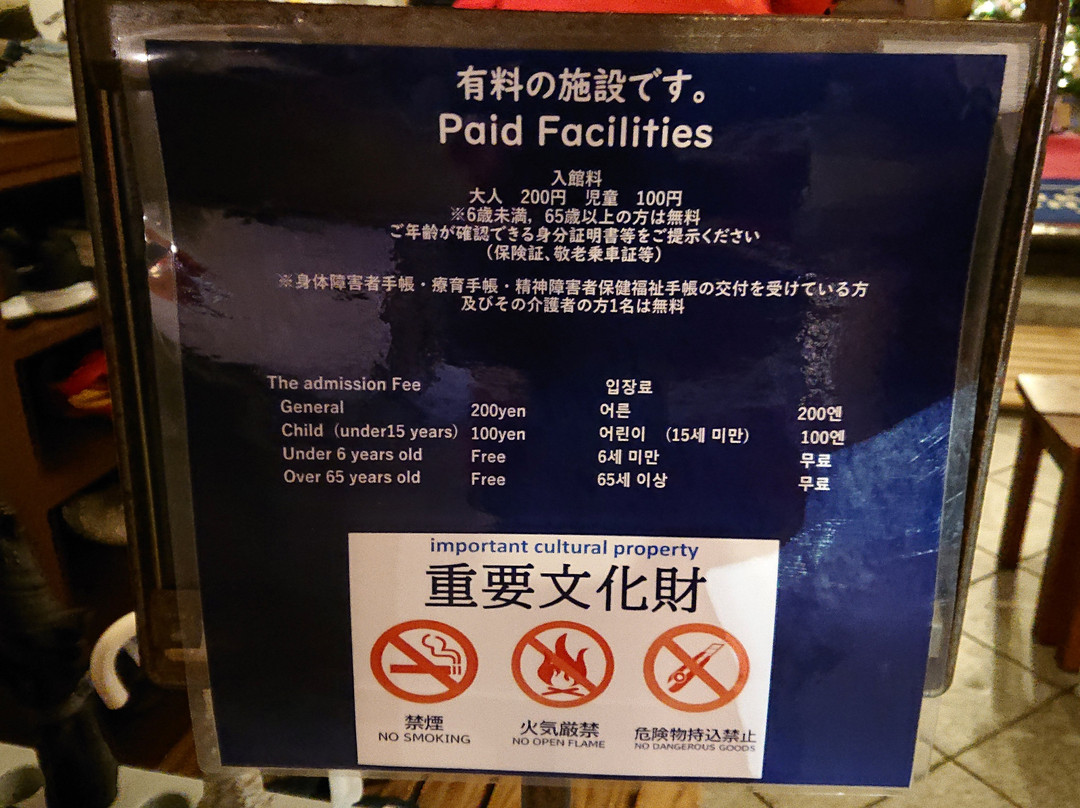 有料の施設です。
Paid Facilities
入館料
大人　200円　児童　100円
※6歳未満，65歳以上の方は無料
ご年齢が確認できる身分証明書等をご提示ください
（保険証、敬老乗車証等）
※身体障害者手帳・療育手帳・精神障害者保健福祉手帳の交付を受けている方
及びその介護者の方1名は無料
The admission Fee
General 200yen
Child（under15 years）100yen
Under 6 years old Free
Over 65 years old Free
입장료
어른 200엔
어린이 （15세 미만） 100엔
6세 미만 무료
65세 이상 무료
important cultural property
重要文化財
禁煙
NO SMOKING
火気厳禁
NO OPEN FLAME
危険物持込禁止
NO DANGEROUS GOODS